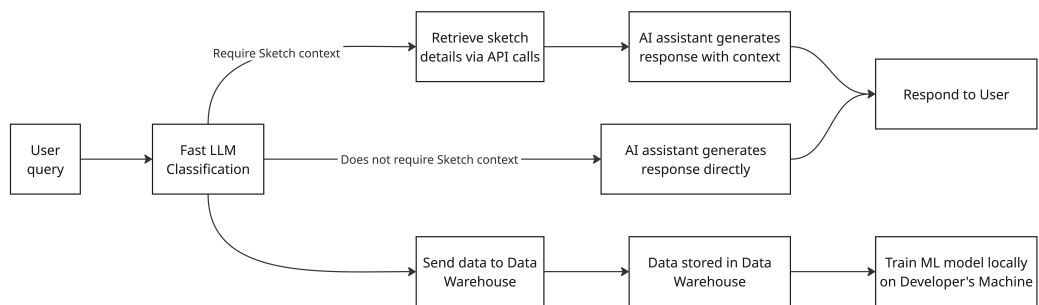 Require Sketch context
Retrieve sketch
details via API calls
AI assistant generates
response with context
Respond to User
User
query
Fast LLM
Classification
Does not require Sketch context
AI assistant generates
response directly
Send data to Data
Warehouse
Data stored in Data
Warehouse
Train ML model locally
on Developer's Machine